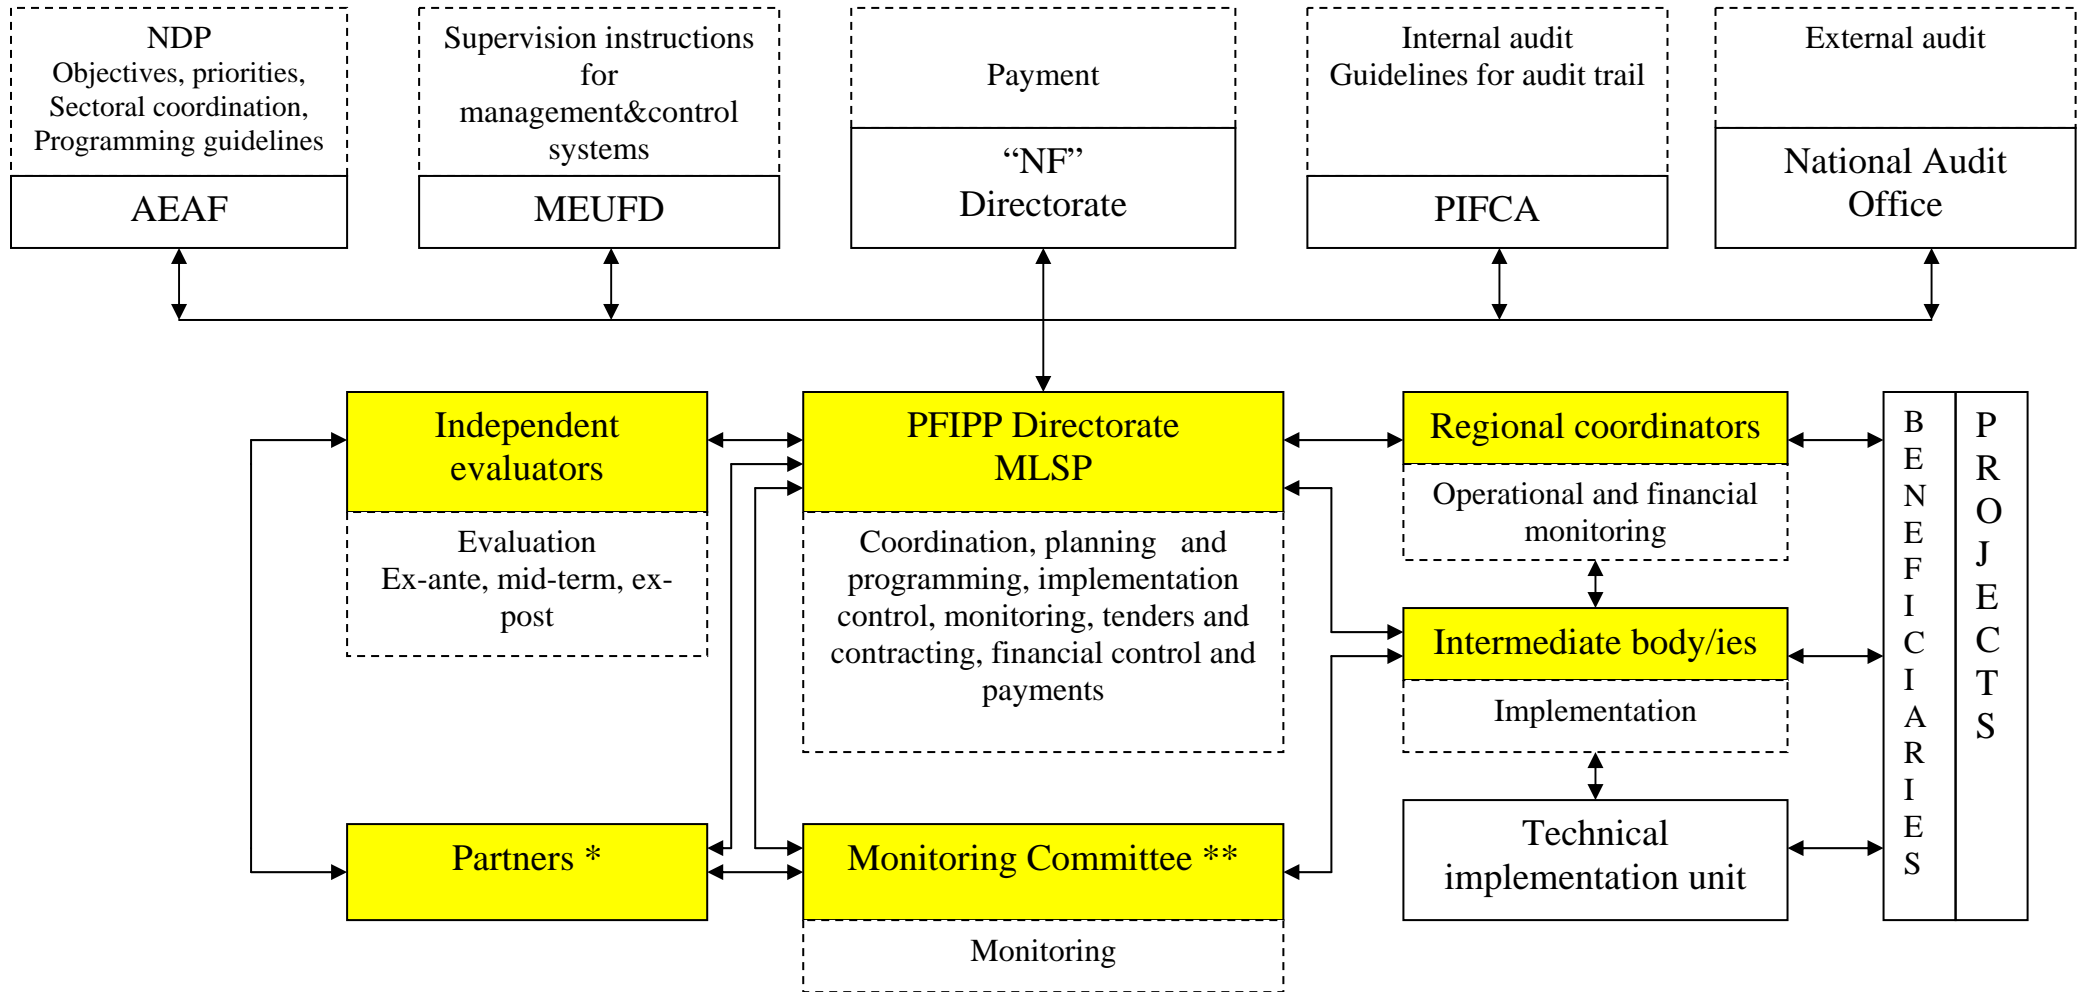 NDP
Objectives, priorities,
Sectoral coordination,
Programming guidelines
AEAF
Supervision instructions
for
management&control
systems
MEUFD
Payment
“NF”
Directorate
Internal audit
Guidelines for audit trail
PIFCA
External audit
National Audit
Office
Independent
evaluators
Evaluation
Ex-ante, mid-term, ex-
post
PFIPP Directorate
MLSP
Coordination, planning and
programming, implementation
control, monitoring, tenders and
contracting, financial control and
payments
Regional coordinators
Operational and financial
monitoring
Intermediate body/ies
Implementation
Technical
implementation unit
Partners *
Monitoring Committee **
Monitoring
BENEFICIARIES
PROJECTS